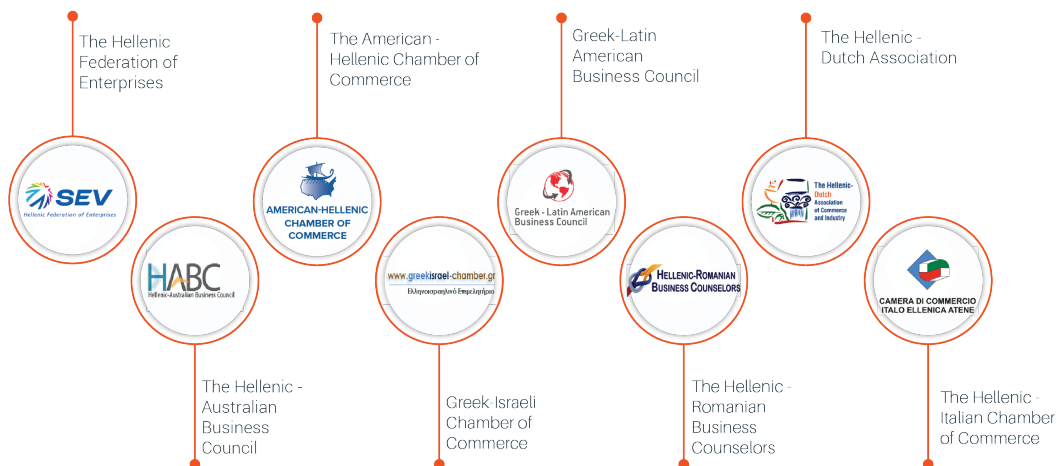 The Hellenic
Federation of
Enterprises
The American -
Hellenic Chamber of
Commerce
Greek-Latin
American
Business Council
The Hellenic -
Dutch Association
SEV
Hellenic Federation of Enterprises
AMERICAN-HELLENIC
CHAMBER OF
COMMERCE
Greek - Latin American
Business Council
The Hellenic-
Dutch
Association
of Commerce
and Industry
HABC
Hellenic-Australian Business Council
www.greekisrael-chamber.gr
Ελληνοισραηλινό Επιμελητήριο
HELLENIC-ROMANIAN
BUSINESS COUNSELORS
CAMERA DI COMMERCIO
ITALO ELLENICA ATENE
The Hellenic -
Australian
Business
Council
Greek-Israeli
Chamber of
Commerce
The Hellenic -
Romanian
Business
Counselors
The Hellenic -
Italian Chamber
of Commerce